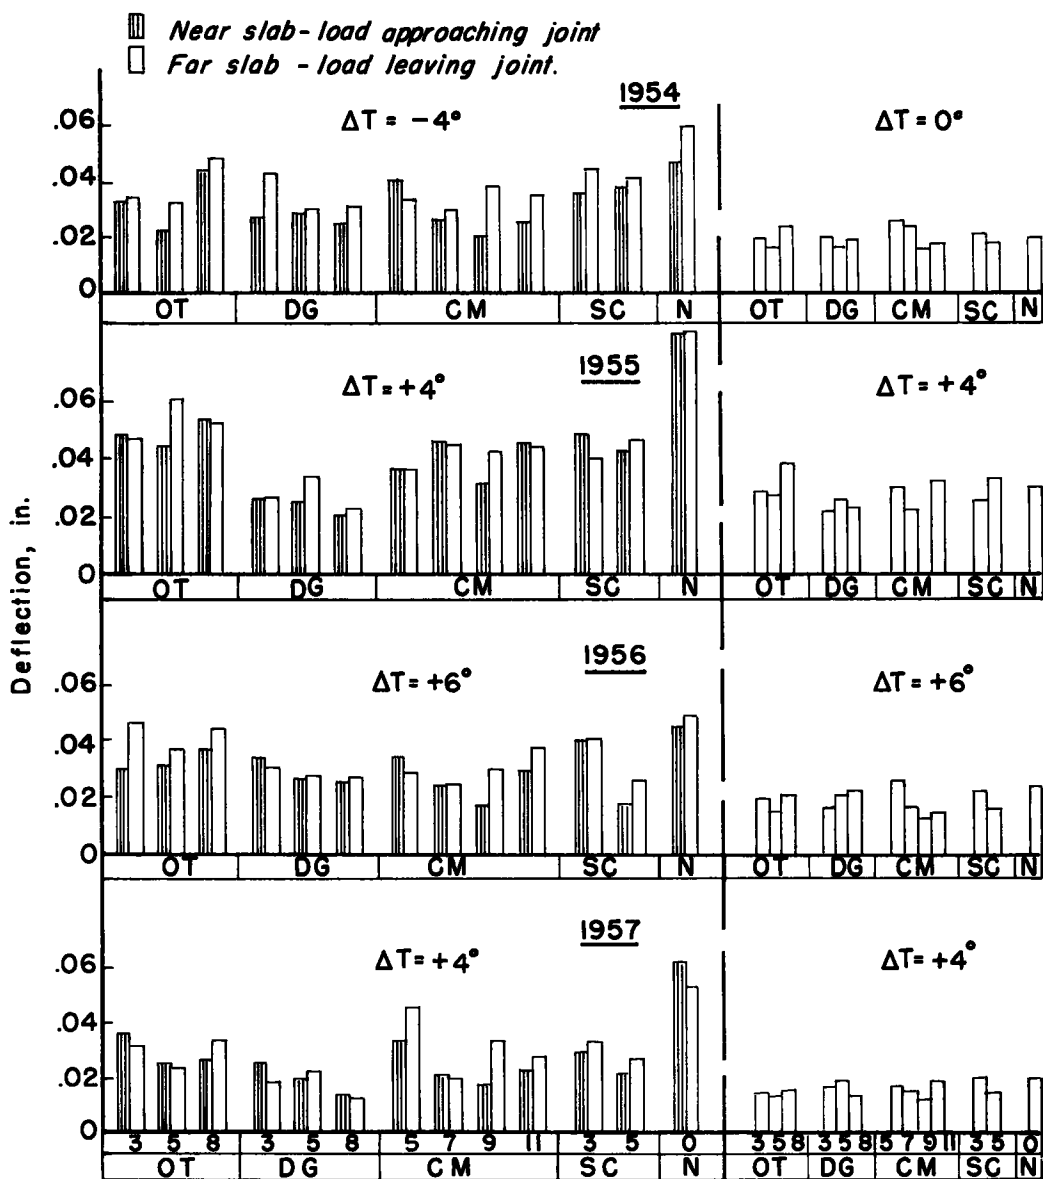 Near slab - load approaching joint
Far slab - load leaving joint.
Deflection, in.
1954
ΔT = -4° ΔT = 0°
.06
.04
.02
0
OT DG CM SC N OT DG CM SC N
1955
ΔT = +4° ΔT = +4°
.06
.04
.02
0
OT DG CM SC N OT DG CM SC N
1956
ΔT = +6° ΔT = +6°
.06
.04
.02
0
OT DG CM SC N OT DG CM SC N
1957
ΔT = +4° ΔT = +4°
.06
.04
.02
0
3 5 8 3 5 8 5 7 9 11 3 5 0 3 5 8 3 5 8 5 7 9 11 3 5 0
OT DG CM SC N OT DG CM SC N